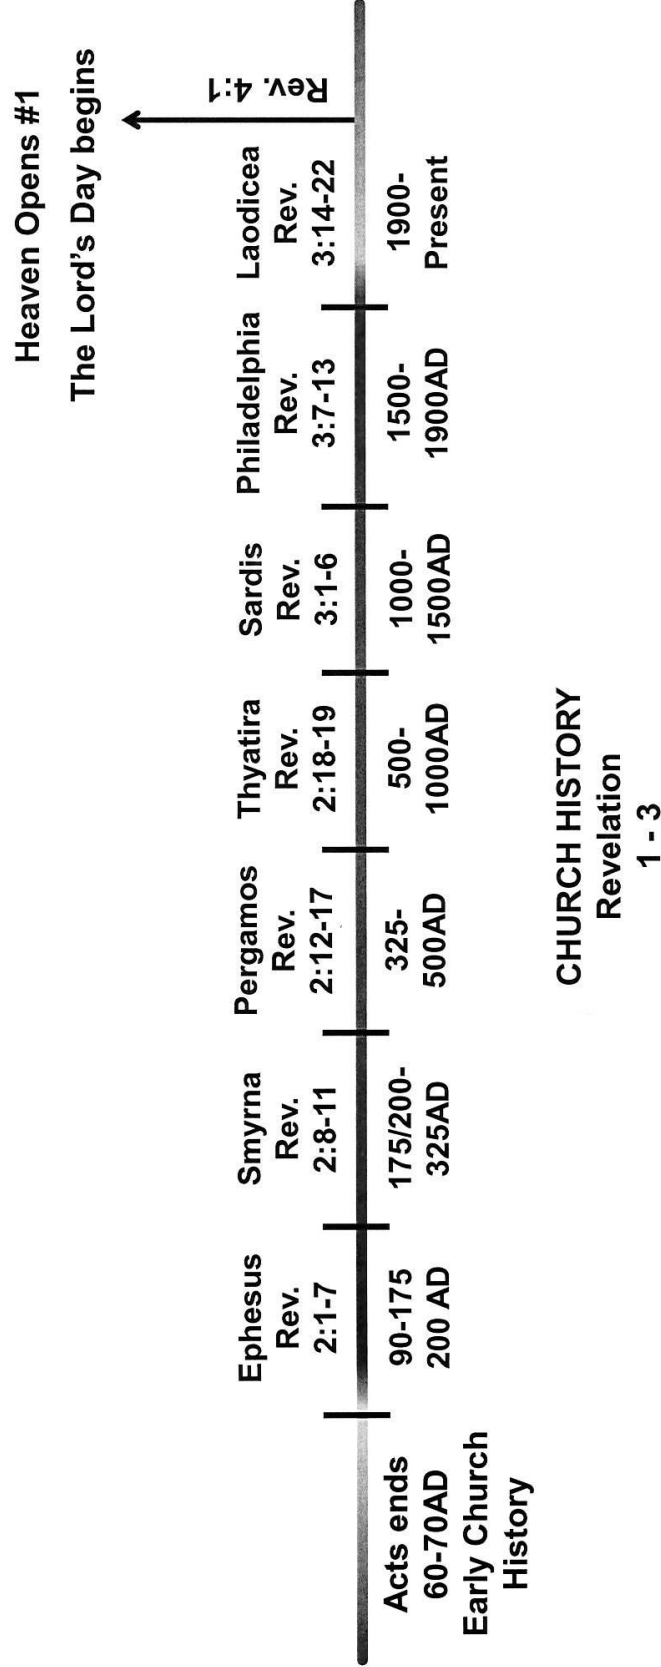 Heaven Opens #1
The Lord's Day begins
Rev. 4:1
Ephesus
Rev.
2:1-7
Smyrna
Rev.
2:8-11
Pergamos
Rev.
2:12-17
Thyatira
Rev.
2:18-19
Sardis
Rev.
3:1-6
Philadelphia
Rev.
3:7-13
Laodicea
Rev.
3:14-22
Acts ends
60-70AD
Early Church
History
90-175
200 AD
175/200-
325AD
325-
500AD
500-
1000AD
1000-
1500AD
1500-
1900AD
1900-
Present
CHURCH HISTORY
Revelation
1 - 3